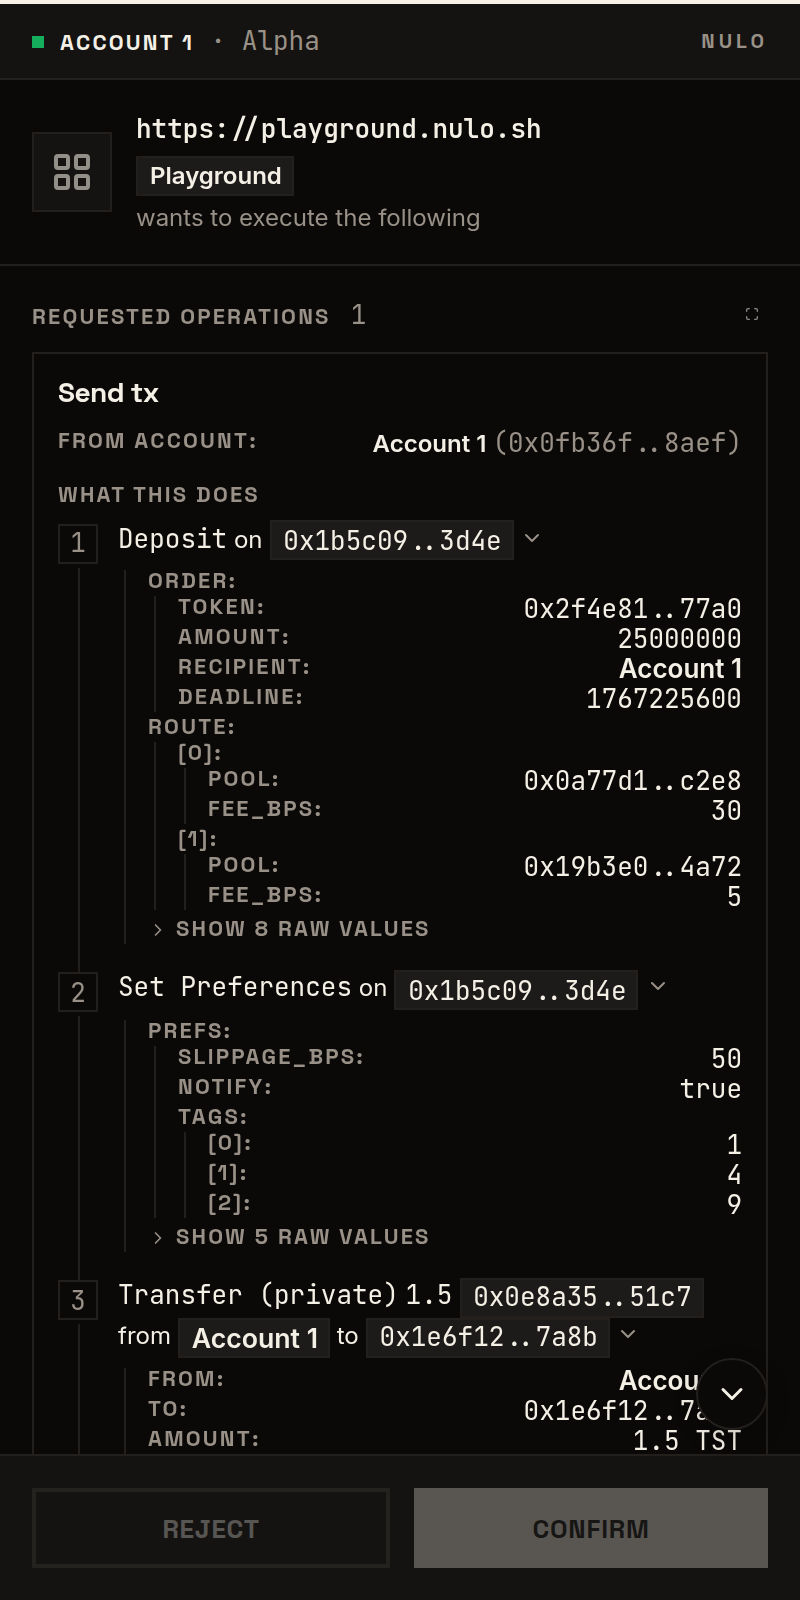 ACCOUNT 1 · Alpha NULO
https://playground.nulo.sh
Playground
wants to execute the following
REQUESTED OPERATIONS 1
Send tx
FROM ACCOUNT: Account 1 (0x0fb36f..8aef)
WHAT THIS DOES
1 Deposit on 0x1b5c09..3d4e
ORDER:
TOKEN: 0x2f4e81..77a0
AMOUNT: 25000000
RECIPIENT: Account 1
DEADLINE: 1767225600
ROUTE:
[0]:
POOL: 0x0a77d1..c2e8
FEE_BPS: 30
[1]:
POOL: 0x19b3e0..4a72
FEE_BPS: 5
SHOW 8 RAW VALUES
2 Set Preferences on 0x1b5c09..3d4e
PREFS:
SLIPPAGE_BPS: 50
NOTIFY: true
TAGS:
[0]: 1
[1]: 4
[2]: 9
SHOW 5 RAW VALUES
3 Transfer (private) 1.5 0x0e8a35..51c7
from Account 1 to 0x1e6f12..7a8b
FROM:
TO:
AMOUNT: 1.5 TST
REJECT CONFIRM